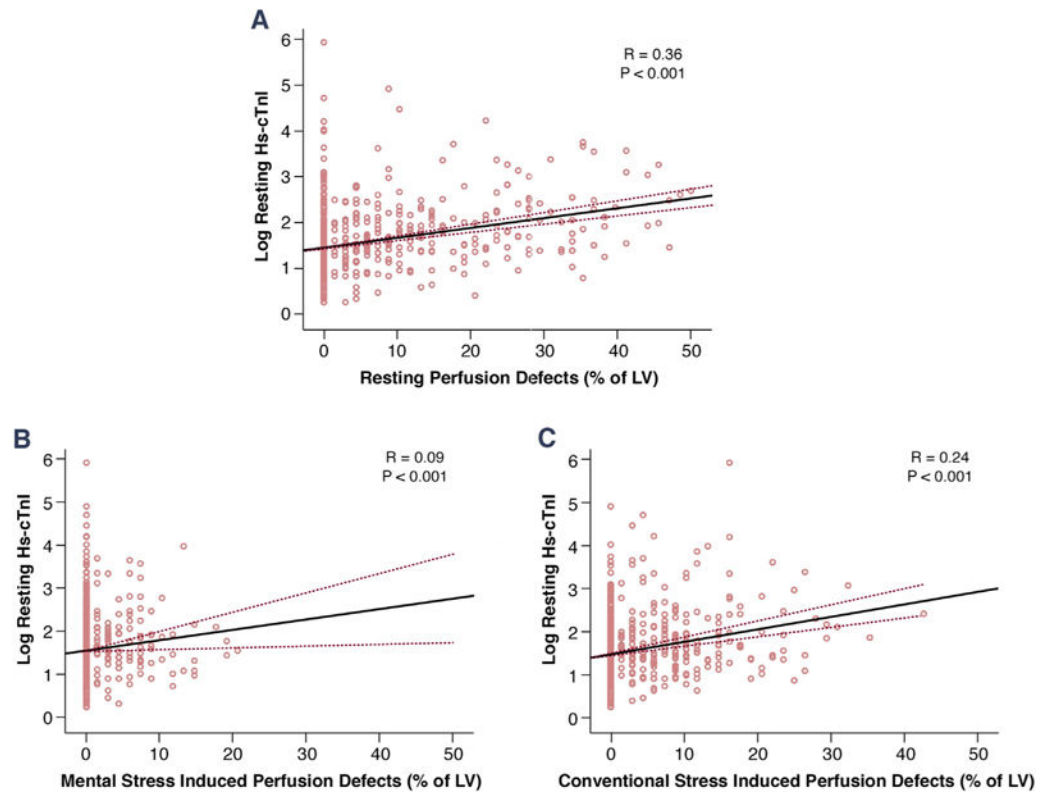 A
R = 0.36
P < 0.001
Log Resting Hs-cTnI
6
5
4
3
2
1
0
0 10 20 30 40 50
Resting Perfusion Defects (% of LV)
B
R = 0.09
P < 0.001
Log Resting Hs-cTnI
6
5
4
3
2
1
0
0 10 20 30 40 50
Mental Stress Induced Perfusion Defects (% of LV)
C
R = 0.24
P < 0.001
Log Resting Hs-cTnI
6
5
4
3
2
1
0
0 10 20 30 40 50
Conventional Stress Induced Perfusion Defects (% of LV)